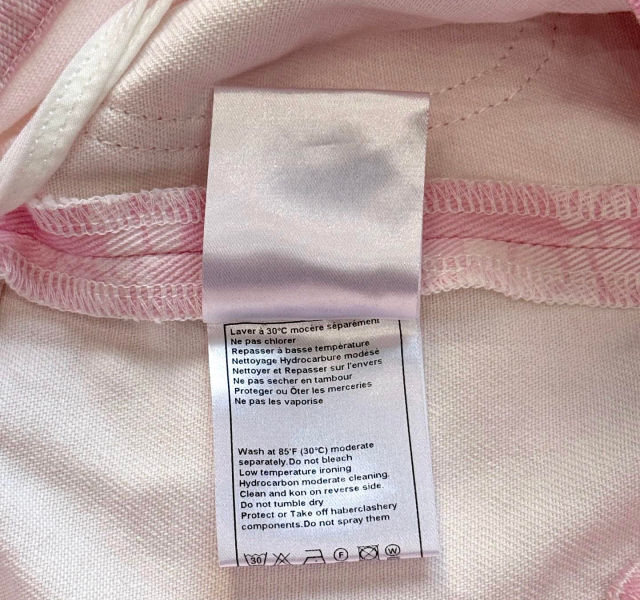 Laver à 30°C mocère séparément
Ne pas chlorer
Repasser à basse température
Nettoyage Hydrocarbure modése
Nettoyer et Repasser sur l'envers
Ne pas secher en tambour
Proteger ou Ôter les merceries
Ne pas les vaporise
Wash at 85'F (30°C) moderate
separately.Do not bleach
Low temperature ironing
Hydrocarbon moderate cleaning.
Clean and kon on reverse side.
Do not tumble dry
Protect or Take off haberclashery
components.Do not spray them
30 F W